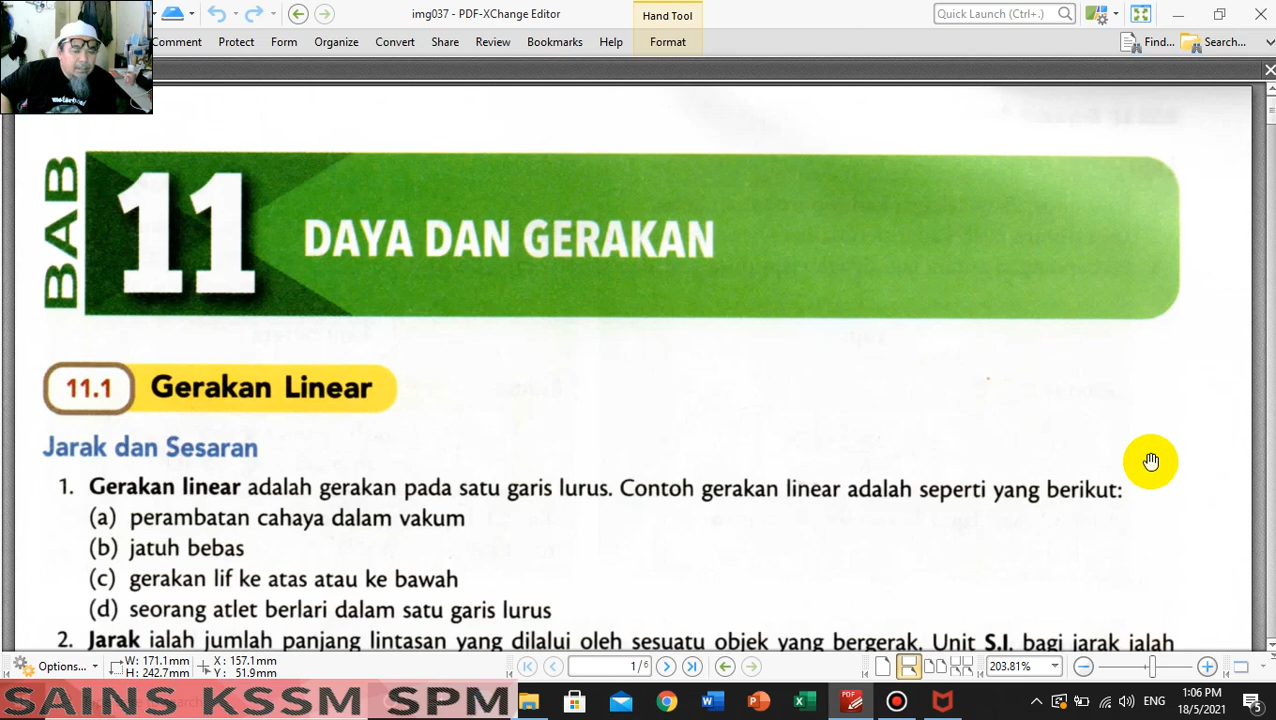 img037 - PDF-XChange Editor
Hand Tool
Quick Launch (Ctrl+.)
Comment Protect Form Organize Convert Share Review Bookmarks Help Format
Find... Search...
BAB 11 DAYA DAN GERAKAN
11.1 Gerakan Linear
Jarak dan Sesaran
1. Gerakan linear adalah gerakan pada satu garis lurus. Contoh gerakan linear adalah seperti yang berikut:
(a) perambatan cahaya dalam vakum
(b) jatuh bebas
(c) gerakan lif ke atas atau ke bawah
(d) seorang atlet berlari dalam satu garis lurus
2. Jarak ialah jumlah panjang lintasan yang dilalui oleh sesuatu objek yang bergerak. Unit S.I. bagi jarak ialah
Options...
W: 171.1mm
H: 242.7mm
X: 157.1mm
Y: 51.9mm
1/6
203.81%
SAINS KSSM SPM
ENG
1:06 PM
18/5/2021
5